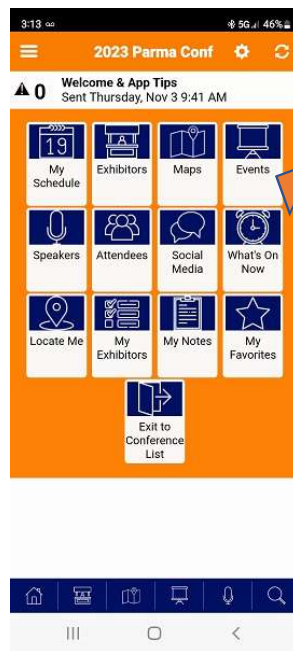 3:13
5G 46%
2023 Parma Conf
0
Welcome & App Tips
Sent Thursday, Nov 3 9:41 AM
19
My Schedule
Exhibitors
Maps
Events
Speakers
Attendees
Social Media
What's On Now
Locate Me
My Exhibitors
My Notes
My Favorites
Exit to Conference List